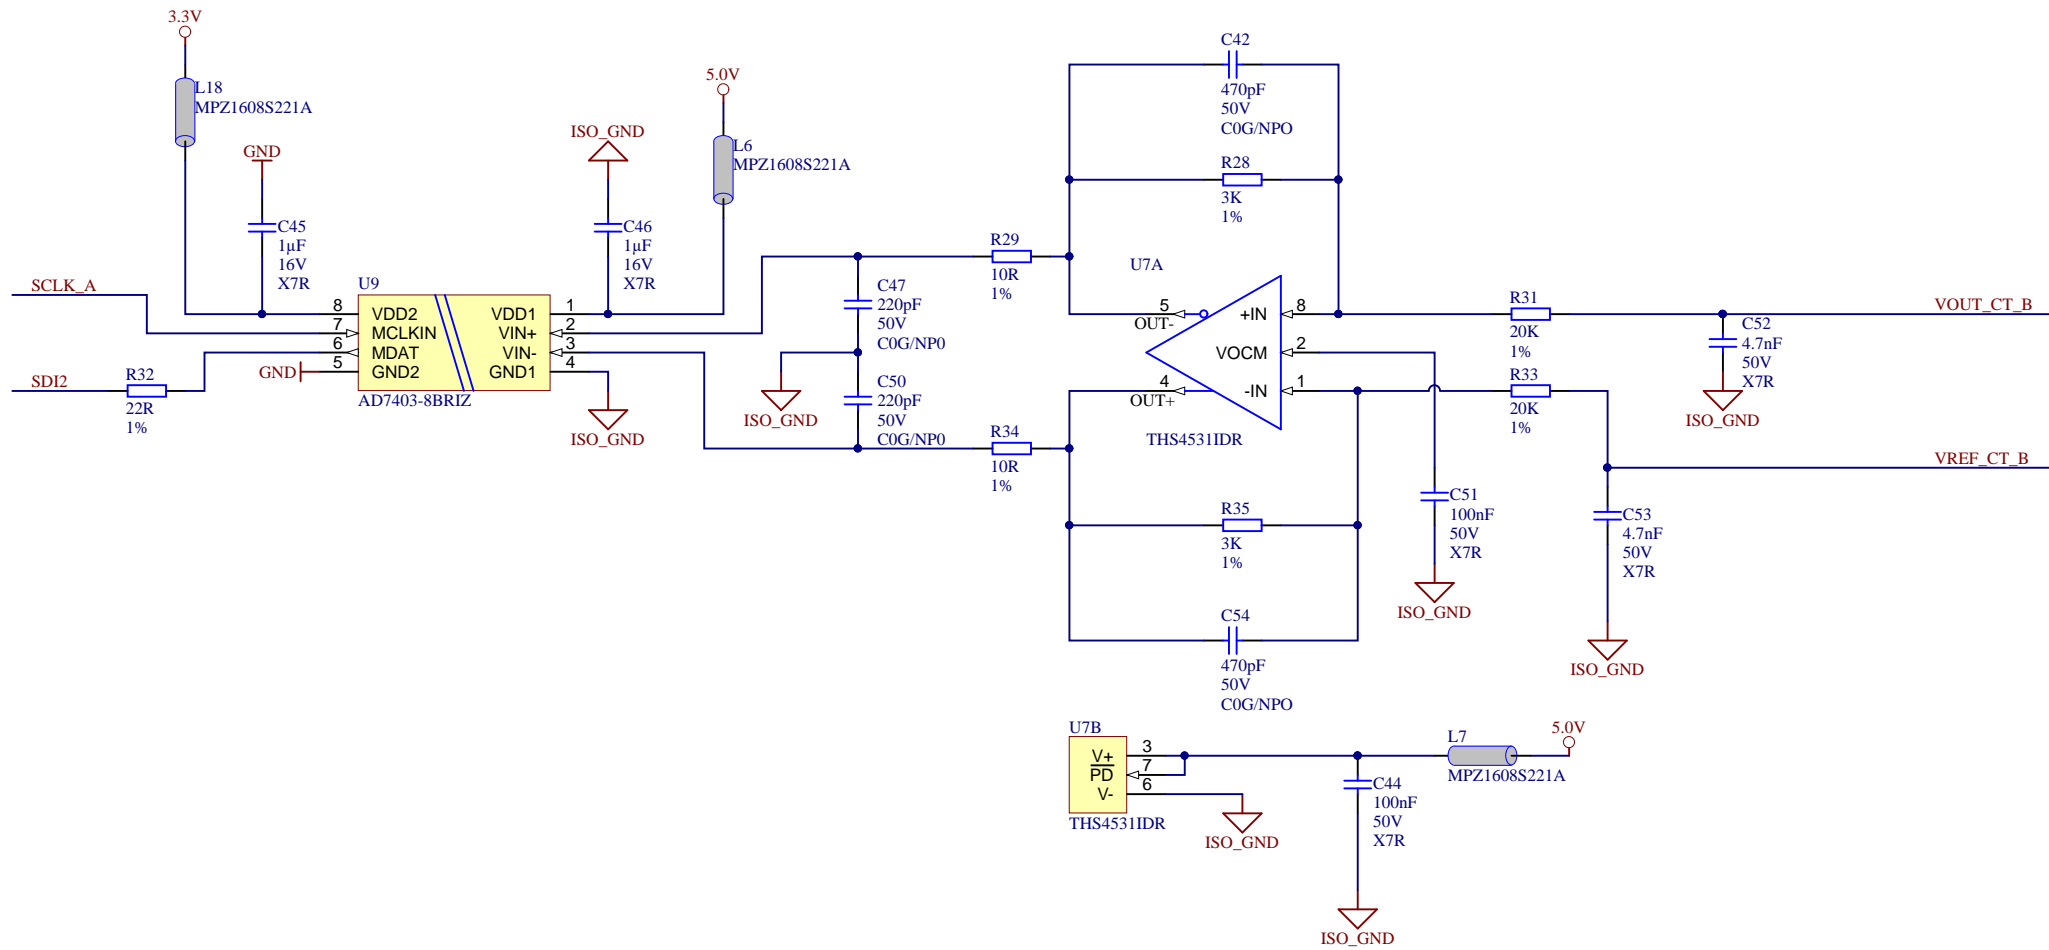 3.3V
L18
MPZ1608S221A
GND
C45
1µF
16V
X7R
ISO_GND
C46
1µF
16V
X7R
5.0V
L6
MPZ1608S221A
SCLK_A
SDI2
R32
22R
1%
GND
U9
8
7
6
5
VDD2
MCLKIN
MDAT
GND2
VDD1
VIN+
VIN-
GND1
1
2
3
4
AD7403-8BRIZ
ISO_GND
ISO_GND
C47
220pF
50V
C0G/NP0
C50
220pF
50V
C0G/NP0
R29
10R
1%
R34
10R
1%
C42
470pF
50V
C0G/NPO
R28
3K
1%
U7A
5
OUT-
4
OUT+
+IN
VOCM
-IN
8
2
1
THS4531IDR
R35
3K
1%
C54
470pF
50V
C0G/NPO
R31
20K
1%
R33
20K
1%
C51
100nF
50V
X7R
ISO_GND
C52
4.7nF
50V
X7R
ISO_GND
C53
4.7nF
50V
X7R
ISO_GND
VOUT_CT_B
VREF_CT_B
U7B
V+
PD
V-
3
7
6
THS4531IDR
ISO_GND
C44
100nF
50V
X7R
ISO_GND
L7
MPZ1608S221A
5.0V